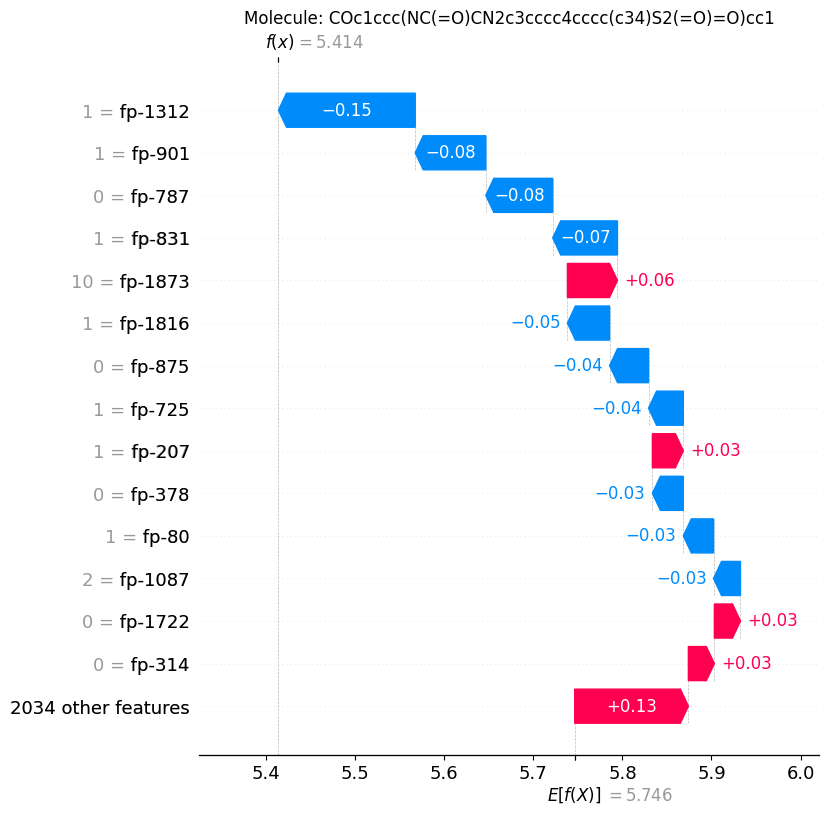 Molecule: COc1ccc(NC(=O)CN2c3cccc4cccc(c34)S2(=O)=O)cc1
f(x) = 5.414
1 = fp-1312 −0.15
1 = fp-901 −0.08
0 = fp-787 −0.08
1 = fp-831 −0.07
10 = fp-1873 +0.06
1 = fp-1816 −0.05
0 = fp-875 −0.04
1 = fp-725 −0.04
1 = fp-207 +0.03
0 = fp-378 −0.03
1 = fp-80 −0.03
2 = fp-1087 −0.03
0 = fp-1722 +0.03
0 = fp-314 +0.03
2034 other features +0.13
5.4 5.5 5.6 5.7 5.8 5.9 6.0
E[f(X)] = 5.746